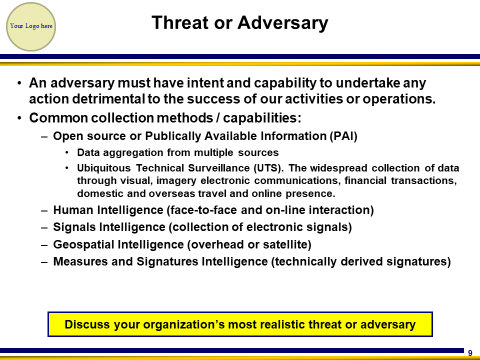 Your Logo here
Threat or Adversary
• An adversary must have intent and capability to undertake any
action detrimental to the success of our activities or operations.
• Common collection methods / capabilities:
– Open source or Publically Available Information (PAI)
• Data aggregation from multiple sources
• Ubiquitous Technical Surveillance (UTS). The widespread collection of data
through visual, imagery electronic communications, financial transactions,
domestic and overseas travel and online presence.
– Human Intelligence (face-to-face and on-line interaction)
– Signals Intelligence (collection of electronic signals)
– Geospatial Intelligence (overhead or satellite)
– Measures and Signatures Intelligence (technically derived signatures)
Discuss your organization's most realistic threat or adversary
9